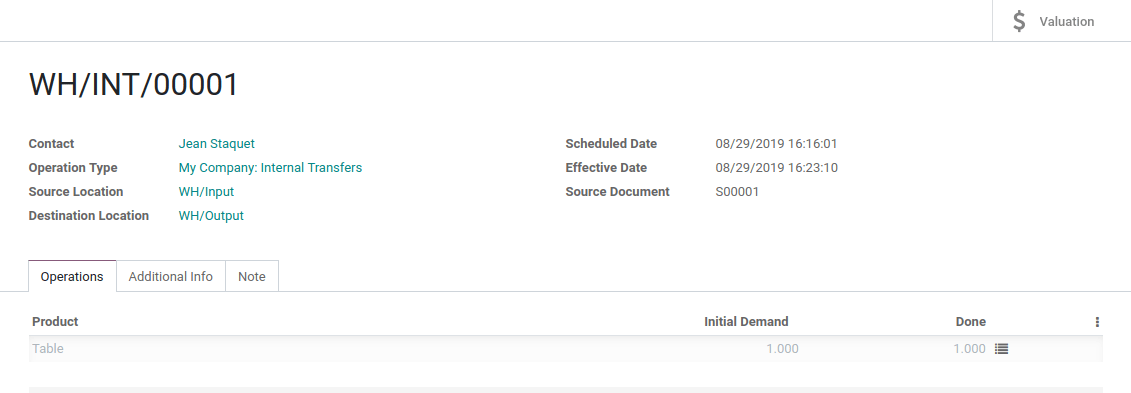 Valuation
WH/INT/00001
Contact Jean Staquet Scheduled Date 08/29/2019 16:16:01
Operation Type My Company: Internal Transfers Effective Date 08/29/2019 16:23:10
Source Location WH/Input Source Document S00001
Destination Location WH/Output
Operations Additional Info Note
Product Initial Demand Done
Table 1.000 1.000